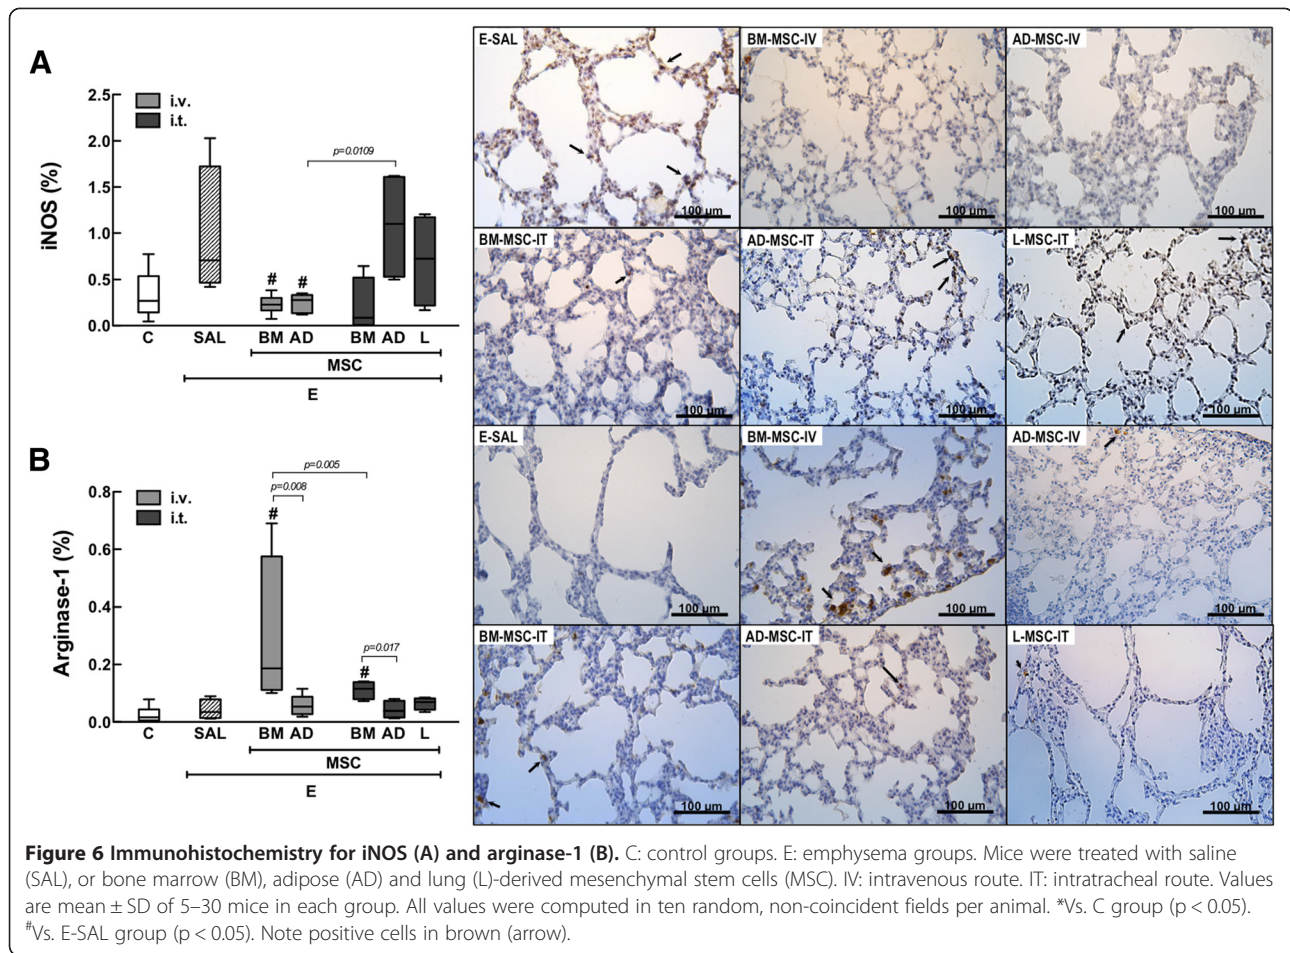 A
iNOS (%)
2.5
2.0
1.5
1.0
0.5
0.0
i.v.
i.t.
p=0.0109
# #
C SAL BM AD BM AD L
MSC
E
B
Arginase-1 (%)
0.8
0.6
0.4
0.2
0.0
i.v.
i.t.
p=0.005
p=0.008
#
p=0.017
#
C SAL BM AD BM AD L
MSC
E
E-SAL
100 µm
BM-MSC-IV
100 µm
AD-MSC-IV
100 µm
BM-MSC-IT
100 µm
AD-MSC-IT
100 µm
L-MSC-IT
100 µm
E-SAL
100 µm
BM-MSC-IV
100 µm
AD-MSC-IV
100 µm
BM-MSC-IT
100 µm
AD-MSC-IT
100 µm
L-MSC-IT
100 µm
Figure 6 Immunohistochemistry for iNOS (A) and arginase-1 (B). C: control groups. E: emphysema groups. Mice were treated with saline
(SAL), or bone marrow (BM), adipose (AD) and lung (L)-derived mesenchymal stem cells (MSC). IV: intravenous route. IT: intratracheal route. Values
are mean ± SD of 5–30 mice in each group. All values were computed in ten random, non-coincident fields per animal. *Vs. C group (p < 0.05).
#Vs. E-SAL group (p < 0.05). Note positive cells in brown (arrow).